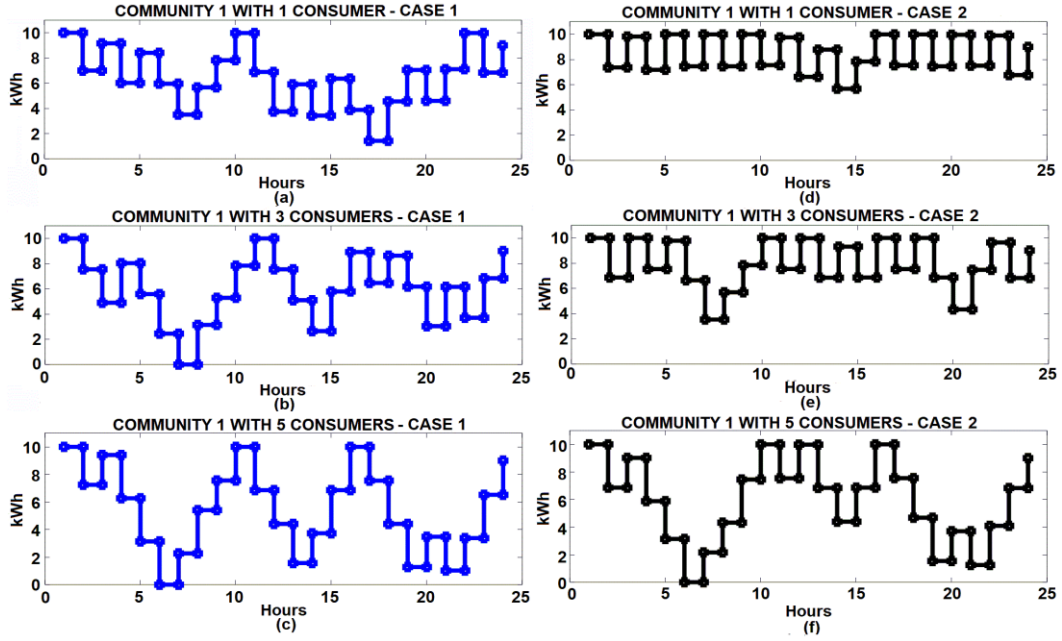 COMMUNITY 1 WITH 1 CONSUMER - CASE 1
10
8
6
4
2
0
kWh
0 5 10 15 20 25
Hours
(a)
COMMUNITY 1 WITH 1 CONSUMER - CASE 2
10
8
6
4
2
0
kWh
0 5 10 15 20 25
Hours
(d)
COMMUNITY 1 WITH 3 CONSUMERS - CASE 1
10
8
6
4
2
0
kWh
0 5 10 15 20 25
Hours
(b)
COMMUNITY 1 WITH 3 CONSUMERS - CASE 2
10
8
6
4
2
0
kWh
0 5 10 15 20 25
Hours
(e)
COMMUNITY 1 WITH 5 CONSUMERS - CASE 1
10
8
6
4
2
0
kWh
0 5 10 15 20 25
Hours
(c)
COMMUNITY 1 WITH 5 CONSUMERS - CASE 2
10
8
6
4
2
0
kWh
0 5 10 15 20 25
Hours
(f)